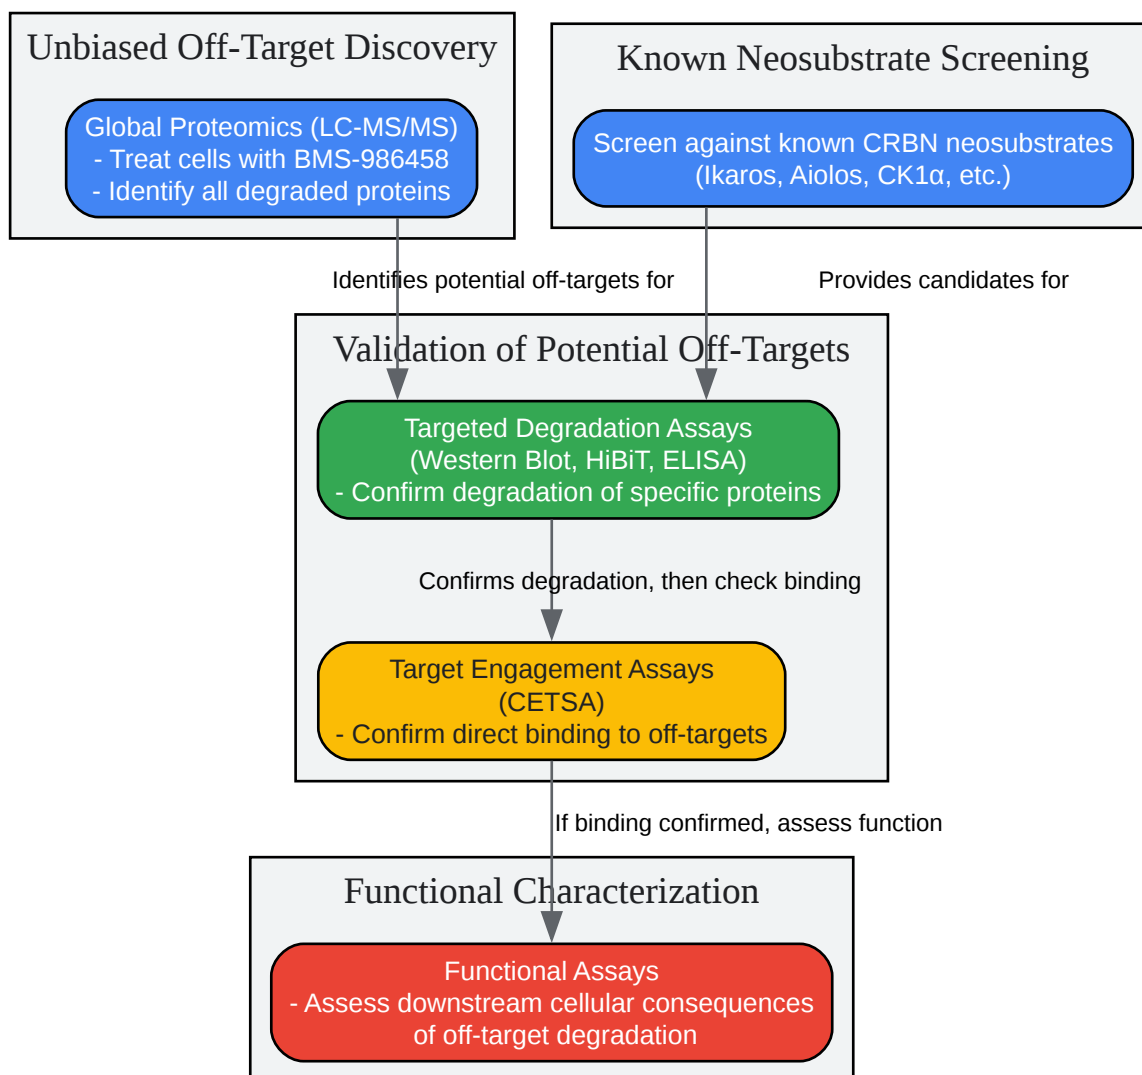 Unbiased Off-Target Discovery
Global Proteomics (LC-MS/MS)
- Treat cells with BMS-986458
- Identify all degraded proteins
Known Neosubstrate Screening
Screen against known CRBN neosubstrates
(Ikaros, Aiolos, CK1α, etc.)
Identifies potential off-targets for
Provides candidates for
Validation of Potential Off-Targets
Targeted Degradation Assays
(Western Blot, HiBiT, ELISA)
- Confirm degradation of specific proteins
Confirms degradation, then check binding
Target Engagement Assays
(CETSA)
- Confirm direct binding to off-targets
If binding confirmed, assess function
Functional Characterization
Functional Assays
- Assess downstream cellular consequences
of off-target degradation